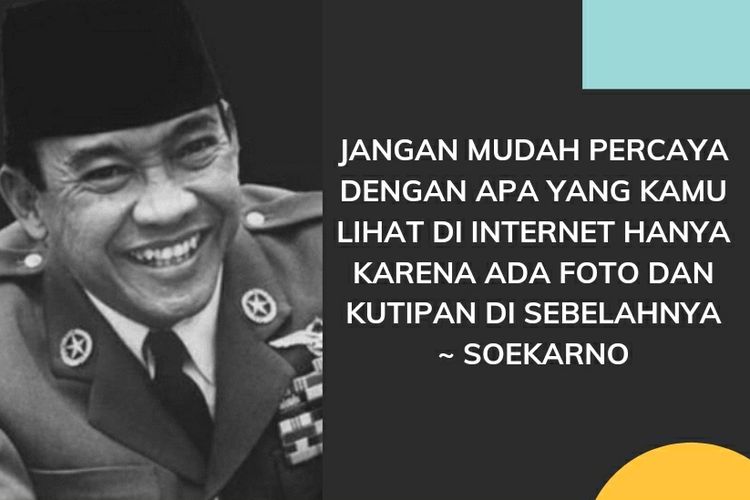 JANGAN MUDAH PERCAYA
DENGAN APA YANG KAMU
LIHAT DI INTERNET HANYA
KARENA ADA FOTO DAN
KUTIPAN DI SEBELAHNYA
~ SOEKARNO